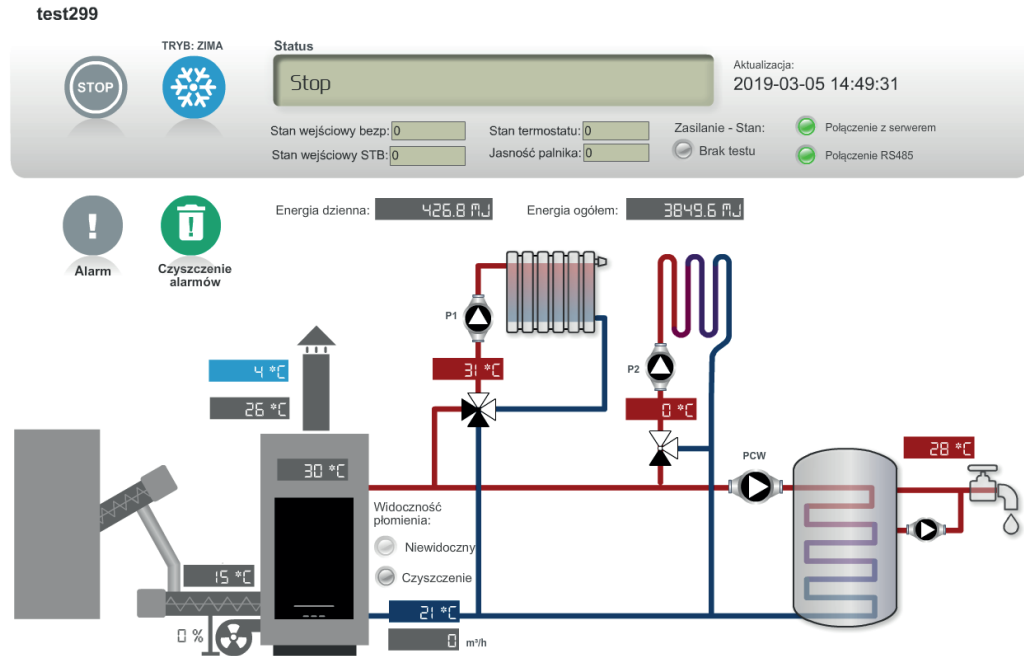 test299
TRYB: ZIMA
Status
STOP
Stop
Aktualizacja:
2019-03-05 14:49:31
Stan wejściowy bezp: 0
Stan termostatu: 0
Zasilanie - Stan:
Połączenie z serwerem
Stan wejściowy STB: 0
Jasność palnika: 0
Brak testu
Połączenie RS485
Energia dzienna: 426.8 MJ
Energia ogółem: 3849.6 MJ
Alarm
Czyszczenie
alarmów
P1
31 °C
P2
4 °C
26 °C
0 °C
30 °C
PCW
28 °C
Widoczność
płomienia:
Niewidoczny
Czyszczenie
15 °C
21 °C
0 %
0 m³/h